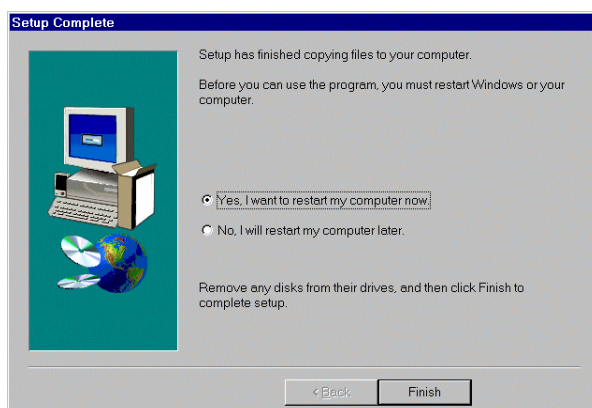 Setup Complete
Setup has finished copying files to your computer.
Before you can use the program, you must restart Windows or your
computer.
Yes, I want to restart my computer now.
No, I will restart my computer later.
Remove any disks from their drives, and then click Finish to
complete setup.
< Back
Finish